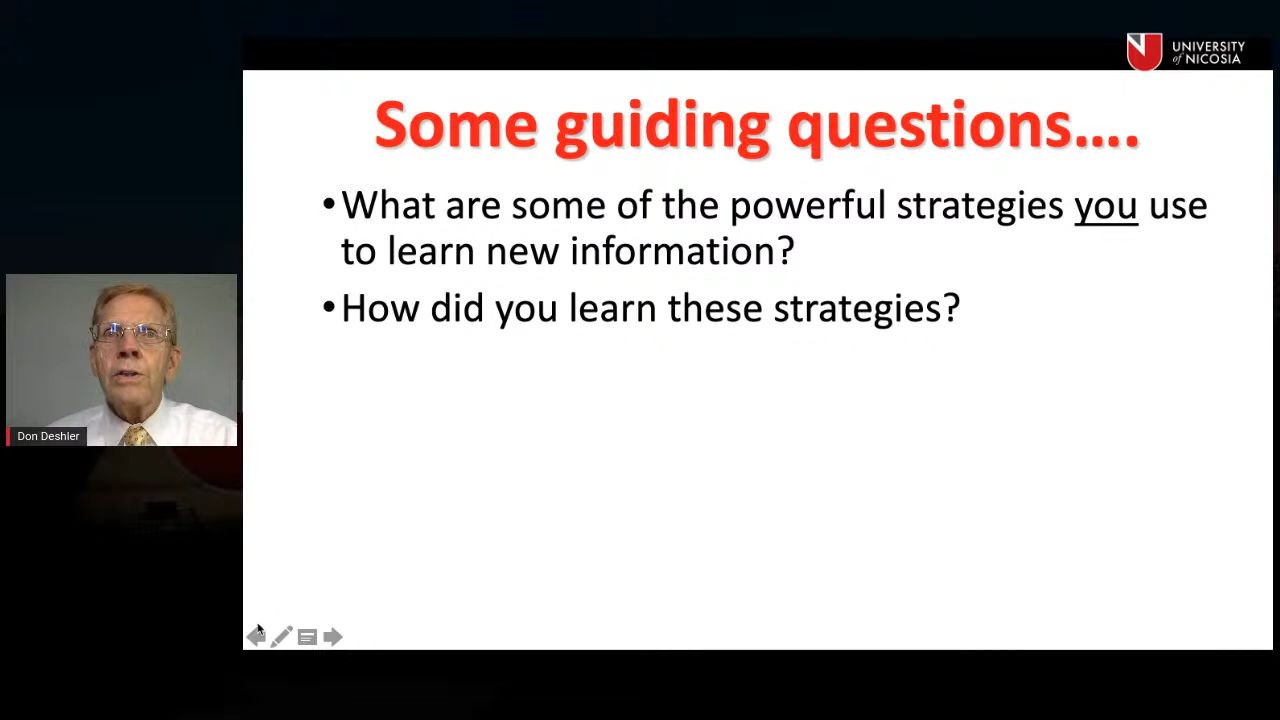 UNIVERSITY
of NICOSIA
Some guiding questions....
•What are some of the powerful strategies you use
to learn new information?
•How did you learn these strategies?
Don Deshler